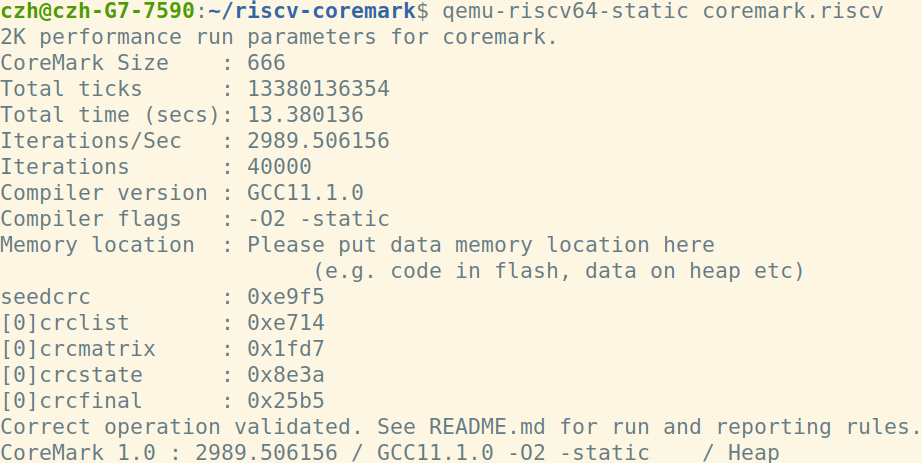 czh@czh-G7-7590:~/riscv-coremark$ qemu-riscv64-static coremark.riscv
2K performance run parameters for coremark.
CoreMark Size    : 666
Total ticks      : 13380136354
Total time (secs): 13.380136
Iterations/Sec   : 2989.506156
Iterations       : 40000
Compiler version : GCC11.1.0
Compiler flags   : -O2 -static
Memory location  : Please put data memory location here
                        (e.g. code in flash, data on heap etc)
seedcrc          : 0xe9f5
[0]crclist       : 0xe714
[0]crcmatrix     : 0x1fd7
[0]crcstate      : 0x8e3a
[0]crcfinal      : 0x25b5
Correct operation validated. See README.md for run and reporting rules.
CoreMark 1.0 : 2989.506156 / GCC11.1.0 -O2 -static    / Heap